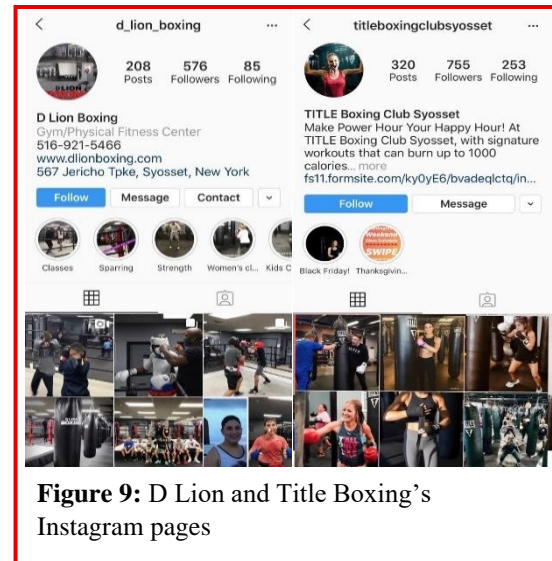 d_lion_boxing
208 576 85
Posts Followers Following
D Lion Boxing
Gym/Physical Fitness Center
516-921-5466
www.dlionboxing.com
567 Jericho Tpke, Syosset, New York
Follow Message Contact
Classes Sparring Strength Women's cl... Kids C
titleboxingclubsyosset
320 755 253
Posts Followers Following
TITLE Boxing Club Syosset
Make Power Hour Your Happy Hour! At
TITLE Boxing Club Syosset, with signature
workouts that can burn up to 1000
calories... more
fs11.formsite.com/ky0yE6/bvadeqlctq/in...
Follow Message
SWIPE
Black Friday! Thanksgivin...
Figure 9: D Lion and Title Boxing's
Instagram pages